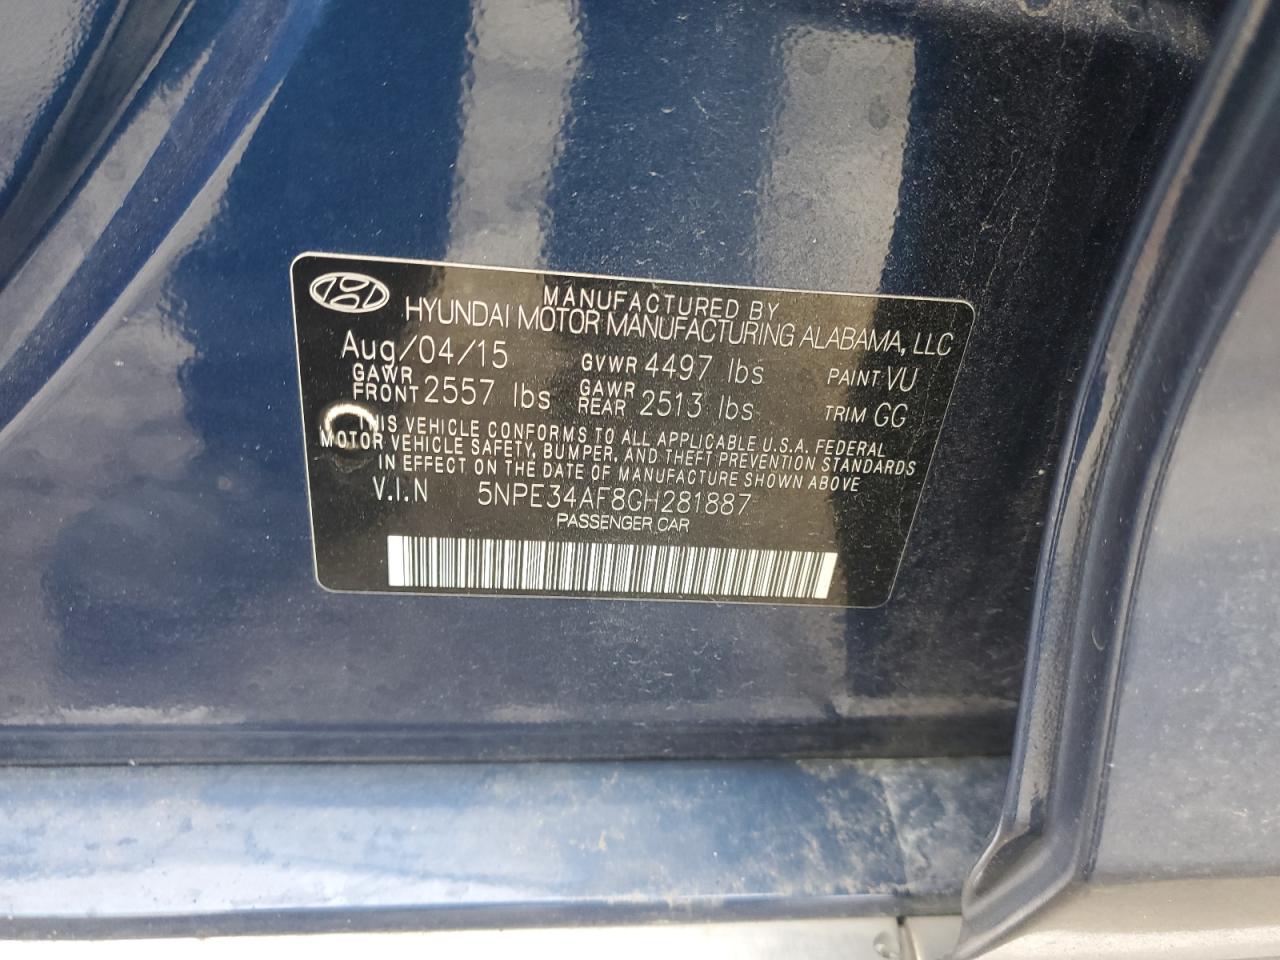 MANUFACTURED BY
HYUNDAI MOTOR MANUFACTURING ALABAMA, LLC
Aug/04/15 GVWR 4497 lbs PAINT VU
GAWR FRONT 2557 lbs GAWR REAR 2513 lbs TRIM GG
THIS VEHICLE CONFORMS TO ALL APPLICABLE U.S.A. FEDERAL
MOTOR VEHICLE SAFETY, BUMPER, AND THEFT PREVENTION STANDARDS
IN EFFECT ON THE DATE OF MANUFACTURE SHOWN ABOVE
V.I.N 5NPE34AF8GH281887
PASSENGER CAR